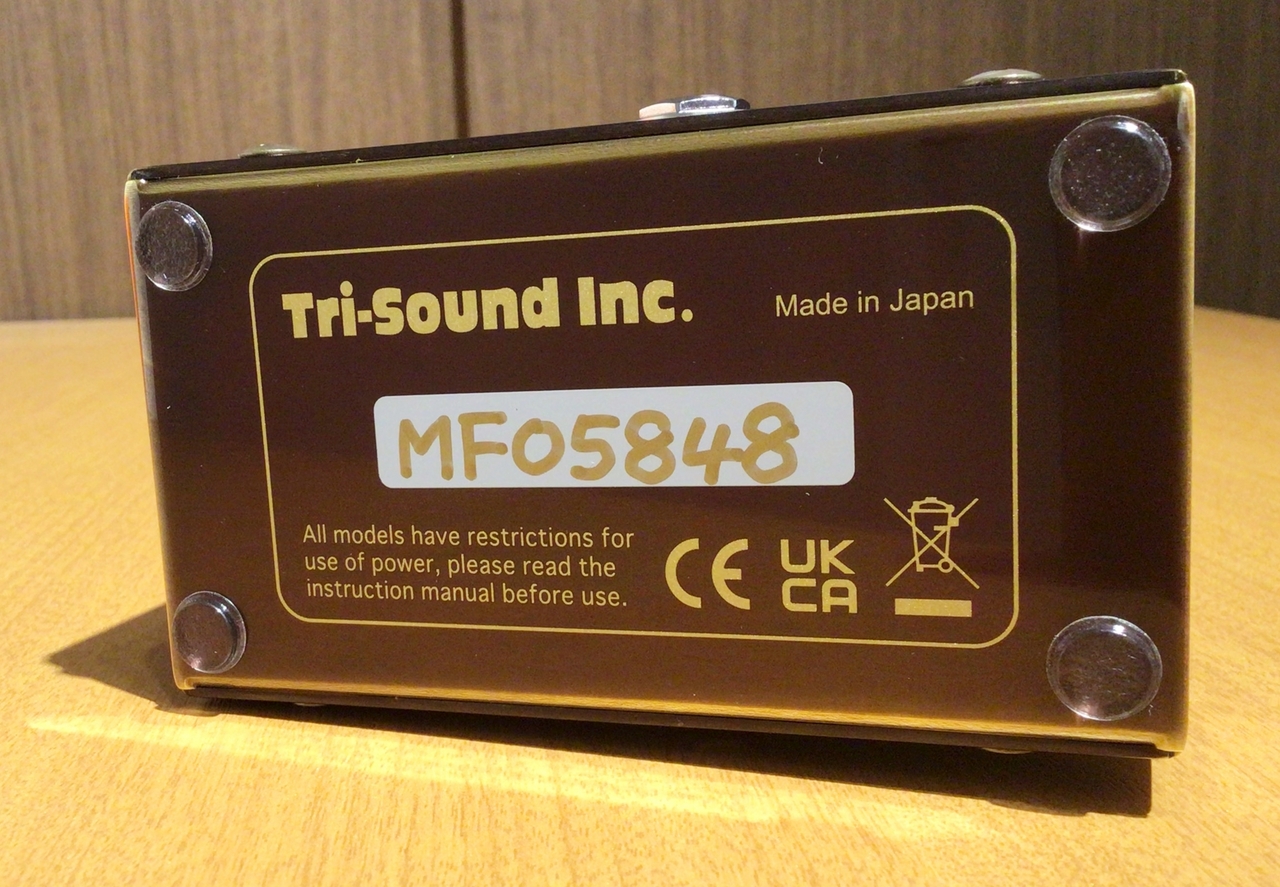 Tri-Sound Inc.
Made in Japan
MF05848
All models have restrictions for
use of power, please read the
instruction manual before use.
CE
UK
CA